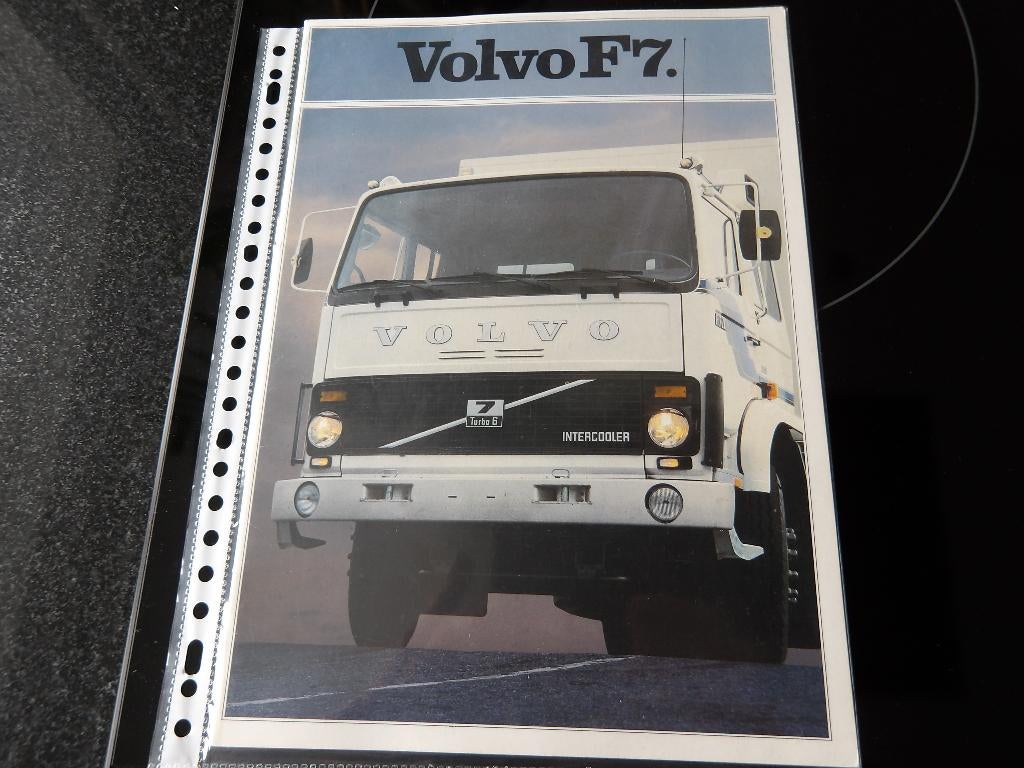 Volvo F7.
VOLVO
7
Turbo 6
INTERCOOLER